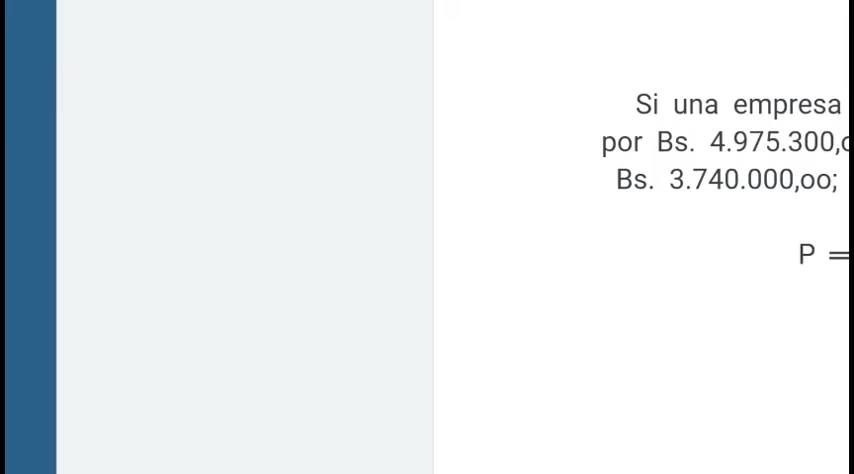 Si una empresa
por Bs. 4.975.300,
Bs. 3.740.000,oo;
P =